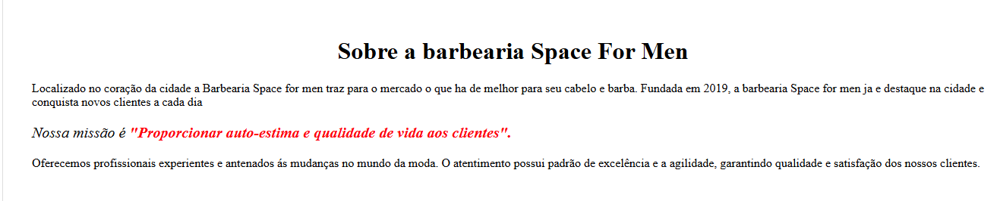 Sobre a barbearia Space For Men
Localizado no coração da cidade a Barbearia Space for men traz para o mercado o que ha de melhor para seu cabelo e barba. Fundada em 2019, a barbearia Space for men ja e destaque na cidade e
conquista novos clientes a cada dia
Nossa missão é "Proporcionar auto-estima e qualidade de vida aos clientes".
Oferecemos profissionais experientes e antenados ás mudanças no mundo da moda. O atentimento possui padrão de excelência e a agilidade, garantindo qualidade e satisfação dos nossos clientes.